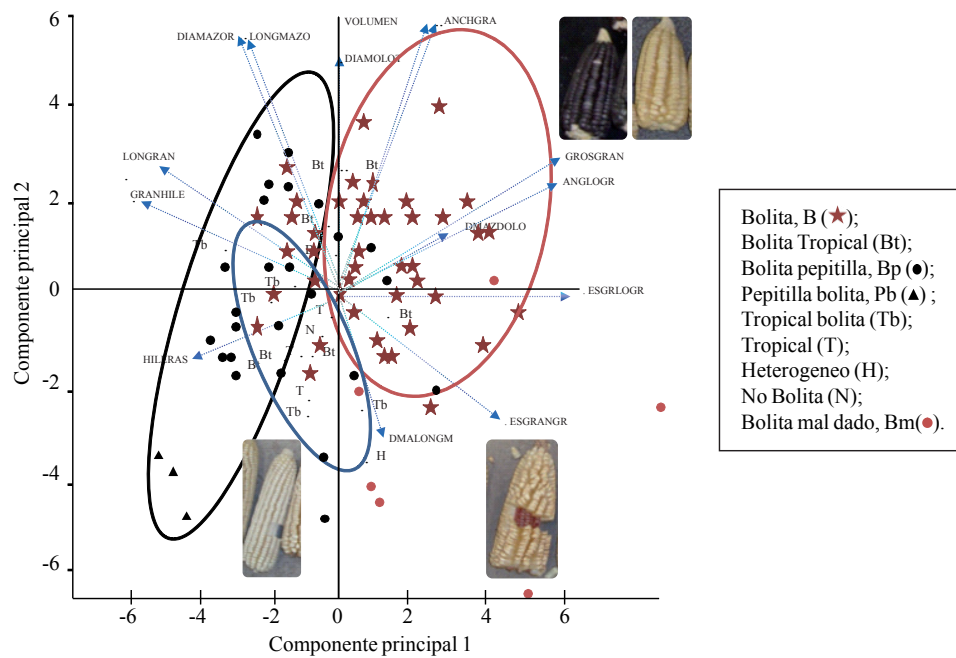 6
4
2
0
-2
-4
-6
Componente principal 2
VOLUMEN
ANCHGRA
DIAMAZOR
LONGMAZO
DIAMOLOT
LONGRAN
GRANHILE
GROSGRAN
ANGLOGR
DMAZDOLO
ESGRLOGR
HILERAS
ESGRANGR
DMALONGM
Bt
Bt
Bt
Tb
Tb
Tb
T
N
Bt
Bt
Bt
Bt
T
Tb
Tb
H
-6
-4
-2
0
2
4
6
Componente principal 1
Bolita, B (★);
Bolita Tropical (Bt);
Bolita pepitilla, Bp (●;
Pepitilla bolita, Pb (▲) ;
Tropical bolita (Tb);
Tropical (T);
Heterogeneo (H);
No Bolita (N);
Bolita mal dado, Bm(●).